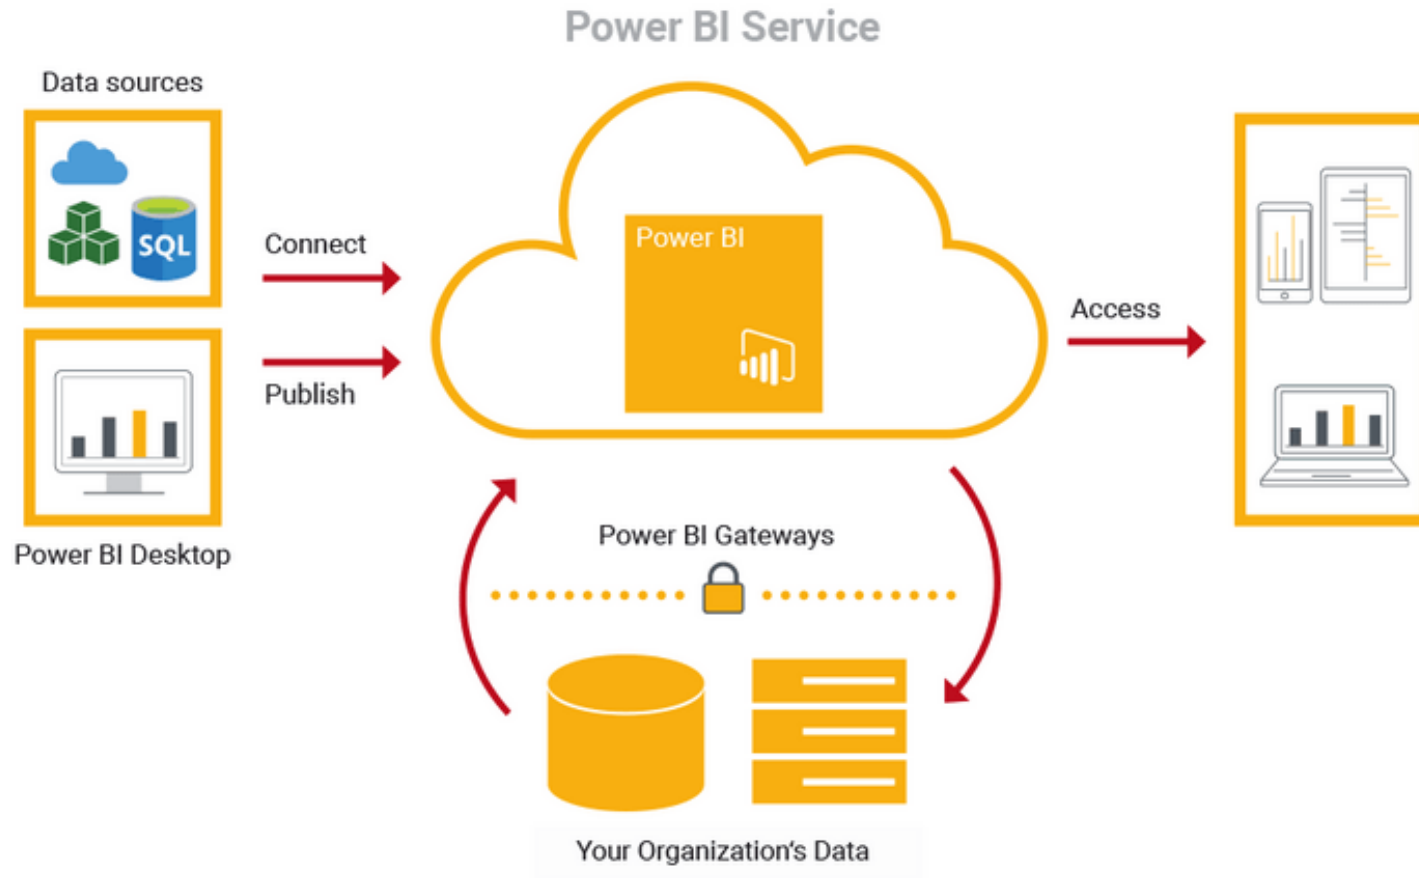 Power BI Service
Data sources
SQL
Connect
Power BI
Access
Publish
Power BI Desktop
Power BI Gateways
Your Organization's Data